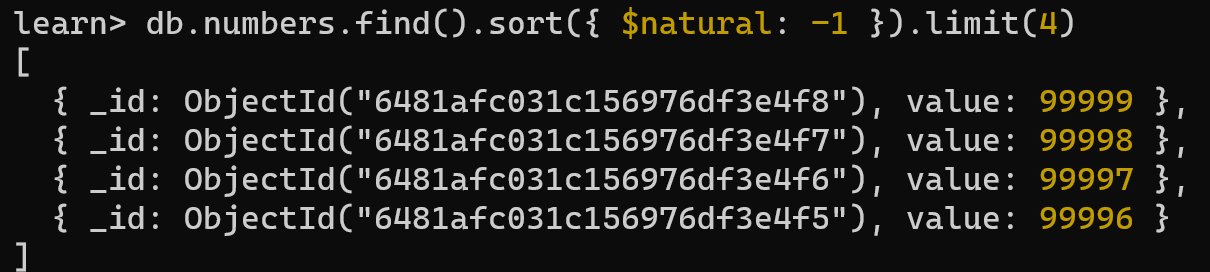 learn> db.numbers.find().sort({ $natural: -1 }).limit(4)
[
  { _id: ObjectId("6481afc031c156976df3e4f8"), value: 99999 },
  { _id: ObjectId("6481afc031c156976df3e4f7"), value: 99998 },
  { _id: ObjectId("6481afc031c156976df3e4f6"), value: 99997 },
  { _id: ObjectId("6481afc031c156976df3e4f5"), value: 99996 }
]